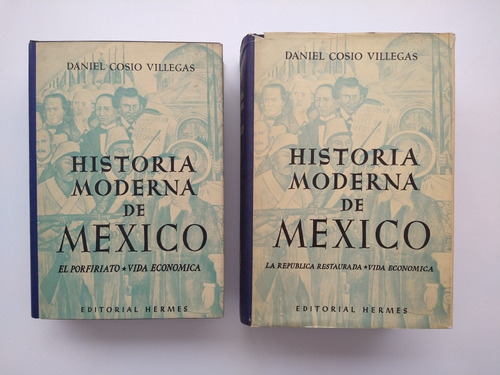 DANIEL COSIO VILLEGAS
HISTORIA
MODERNA
DE
MEXICO
EL PORFIRIATO ★ VIDA ECONOMICA
EDITORIAL HERMES
DANIEL COSIO VILLEGAS
HISTORIA
MODERNA
DE
MEXICO
LA REPUBLICA RESTAURADA ★ VIDA ECONOMICA
EDITORIAL HERMES